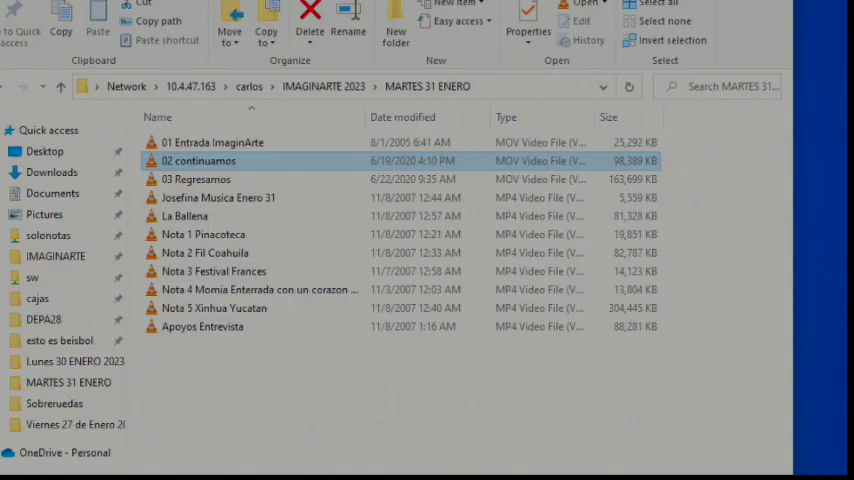 Cut
New item
Open
Select all
to Quick
access
Copy
Paste
Copy path
Paste shortcut
Move
to
Copy
to
Delete
Rename
New
folder
Easy access
Properties
Edit
History
Select none
Invert selection
Clipboard
Organize
New
Open
Select
Network > 10.4.47.163 > carlos > IMAGINARTE 2023 > MARTES 31 ENERO
Search MARTES 31...
Name Date modified Type Size
Quick access
Desktop
Downloads
Documents
Pictures
solonotas
IMAGINARTE
sw
cajas
DEPA28
esto es beisbol
Lunes 30 ENERO 2023
MARTES 31 ENERO
Sobreruedas
Viernes 27 de Enero 20
OneDrive - Personal
01 Entrada ImaginArte 8/1/2005 6:41 AM MOV Video File (V... 25,292 KB
02 continuamos 6/19/2020 4:10 PM MOV Video File (V... 98,389 KB
03 Regresamos 6/22/2020 9:35 AM MOV Video File (V... 163,699 KB
Josefina Musica Enero 31 11/8/2007 12:44 AM MP4 Video File (V... 5,559 KB
La Ballena 11/8/2007 12:57 AM MP4 Video File (V... 81,328 KB
Nota 1 Pinacoteca 11/8/2007 12:21 AM MP4 Video File (V... 19,851 KB
Nota 2 Fil Coahuila 11/8/2007 12:33 AM MP4 Video File (V... 82,787 KB
Nota 3 Festival Frances 11/7/2007 12:58 AM MP4 Video File (V... 14,123 KB
Nota 4 Momia Enterrada con un corazon ... 11/3/2007 12:03 AM MP4 Video File (V... 13,804 KB
Nota 5 Xinhua Yucatan 11/8/2007 12:40 AM MP4 Video File (V... 304,445 KB
Apoyos Entrevista 11/8/2007 1:16 AM MP4 Video File (V... 88,281 KB